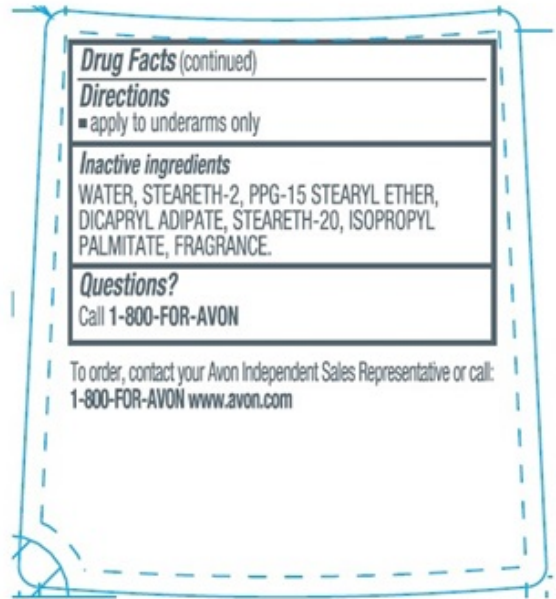 Drug Facts (continued)
Directions
■ apply to underarms only
Inactive ingredients
WATER, STEARETH-2, PPG-15 STEARYL ETHER,
DICAPRYL ADIPATE, STEARETH-20, ISOPROPYL
PALMITATE, FRAGRANCE.
Questions?
Call 1-800-FOR-AVON
To order, contact your Avon Independent Sales Representative or call:
1-800-FOR-AVON www.avon.com